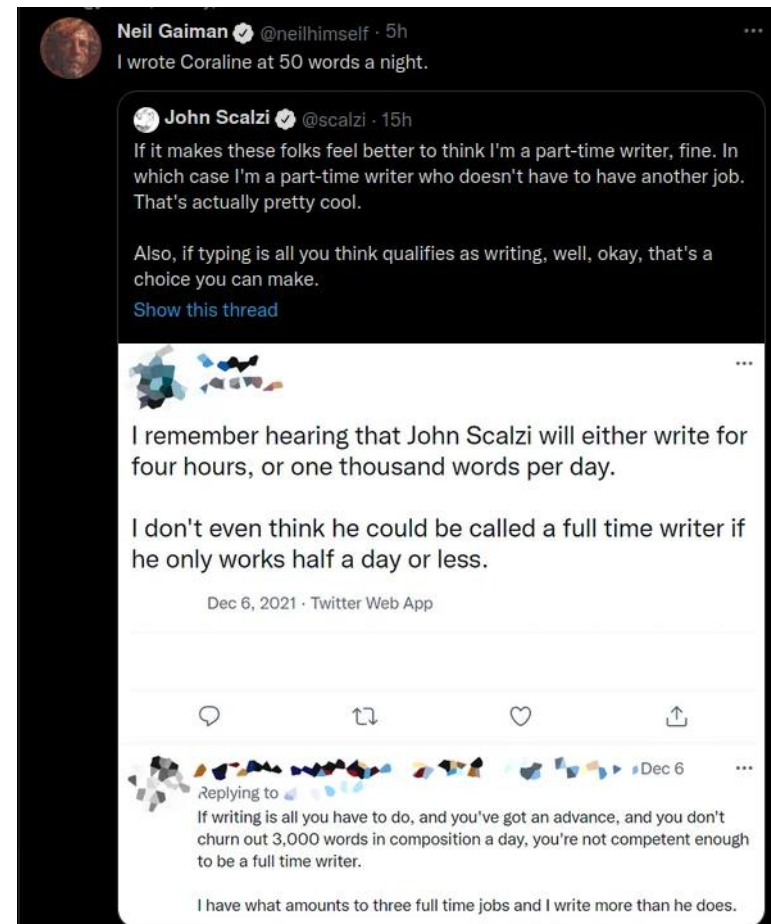 Neil Gaiman @neilhimself · 5h
I wrote Coraline at 50 words a night.
John Scalzi @scalzi · 15h
If it makes these folks feel better to think I'm a part-time writer, fine. In
which case I'm a part-time writer who doesn't have to have another job.
That's actually pretty cool.
Also, if typing is all you think qualifies as writing, well, okay, that's a
choice you can make.
Show this thread
I remember hearing that John Scalzi will either write for
four hours, or one thousand words per day.
I don't even think he could be called a full time writer if
he only works half a day or less.
Dec 6, 2021 · Twitter Web App
Dec 6
Replying to
If writing is all you have to do, and you've got an advance, and you don't
churn out 3,000 words in composition a day, you're not competent enough
to be a full time writer.
I have what amounts to three full time jobs and I write more than he does.